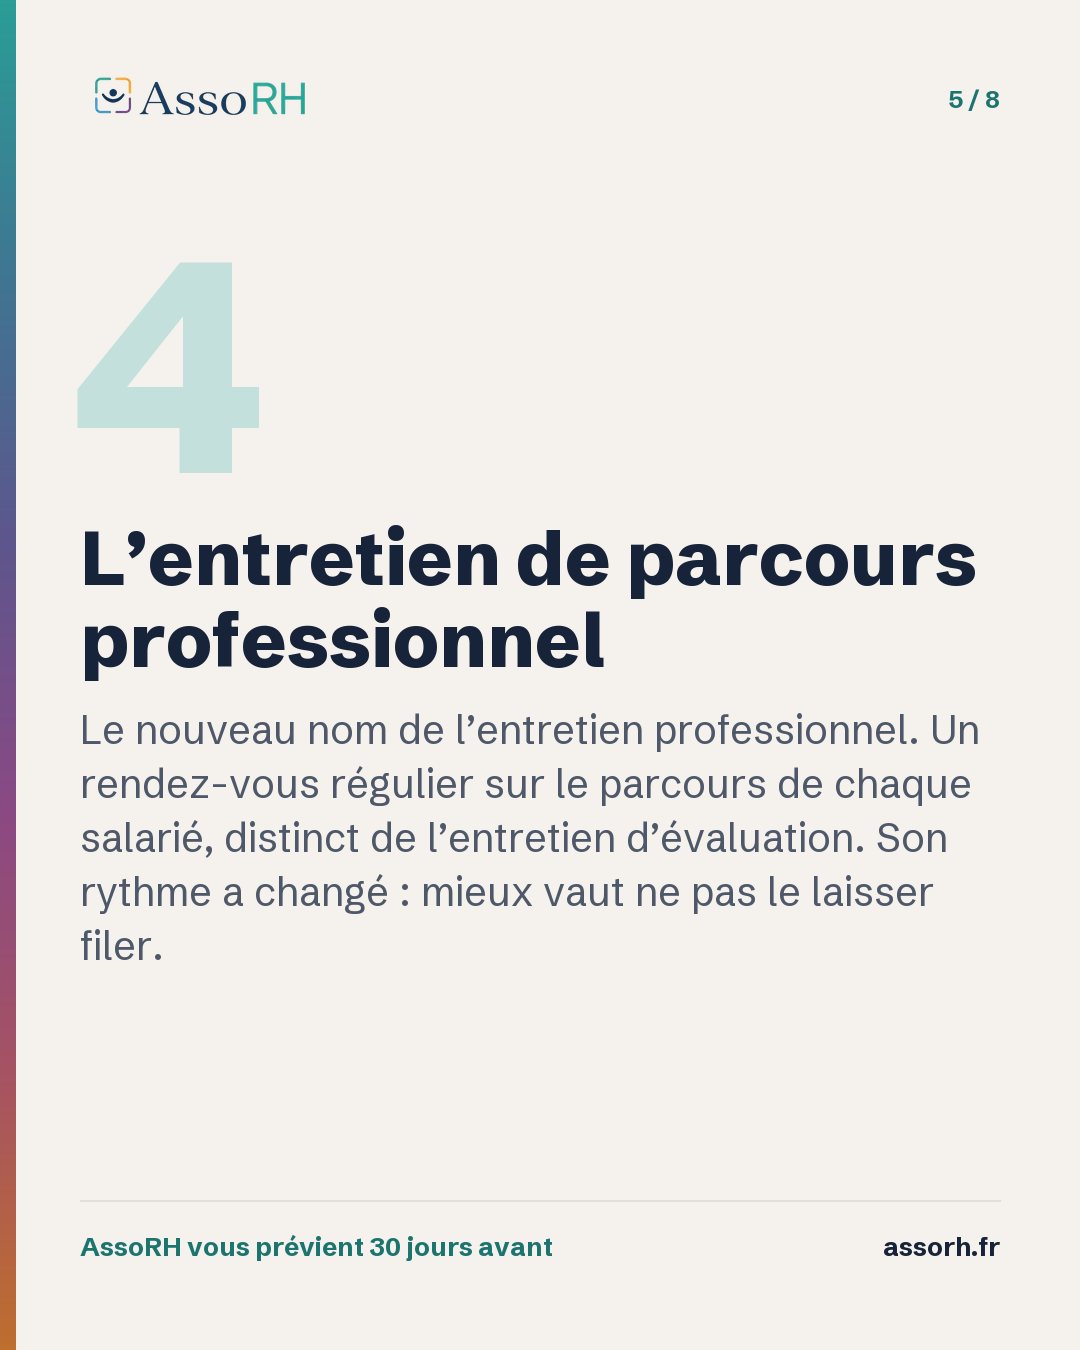 AssoRH
5 / 8
4
L’entretien de parcours
professionnel
Le nouveau nom de l’entretien professionnel. Un
rendez-vous régulier sur le parcours de chaque
salarié, distinct de l’entretien d’évaluation. Son
rythme a changé : mieux vaut ne pas le laisser
filer.
AssoRH vous prévient 30 jours avant
assorh.fr